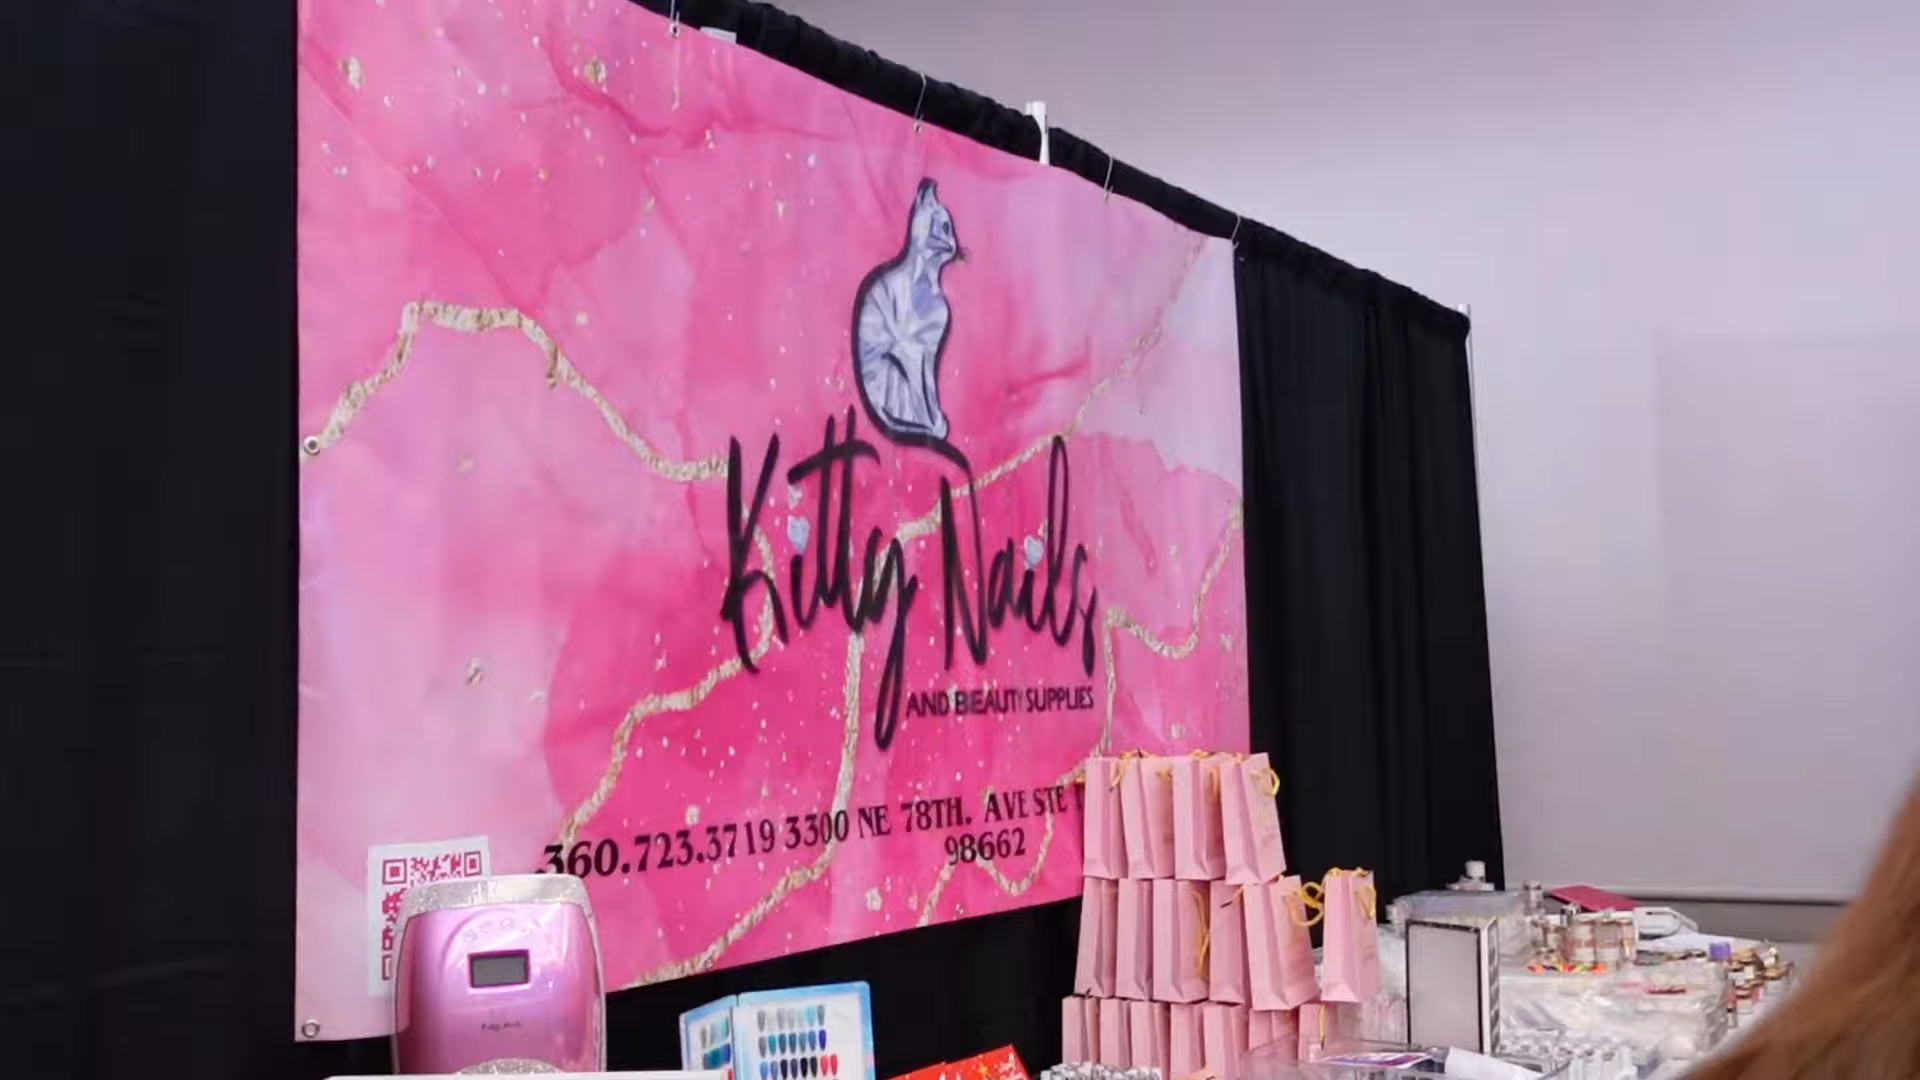 Kitty Nails
AND BEAUTY SUPPLIES
360.723.3719 3300 NE 78TH. AVE STE
98662